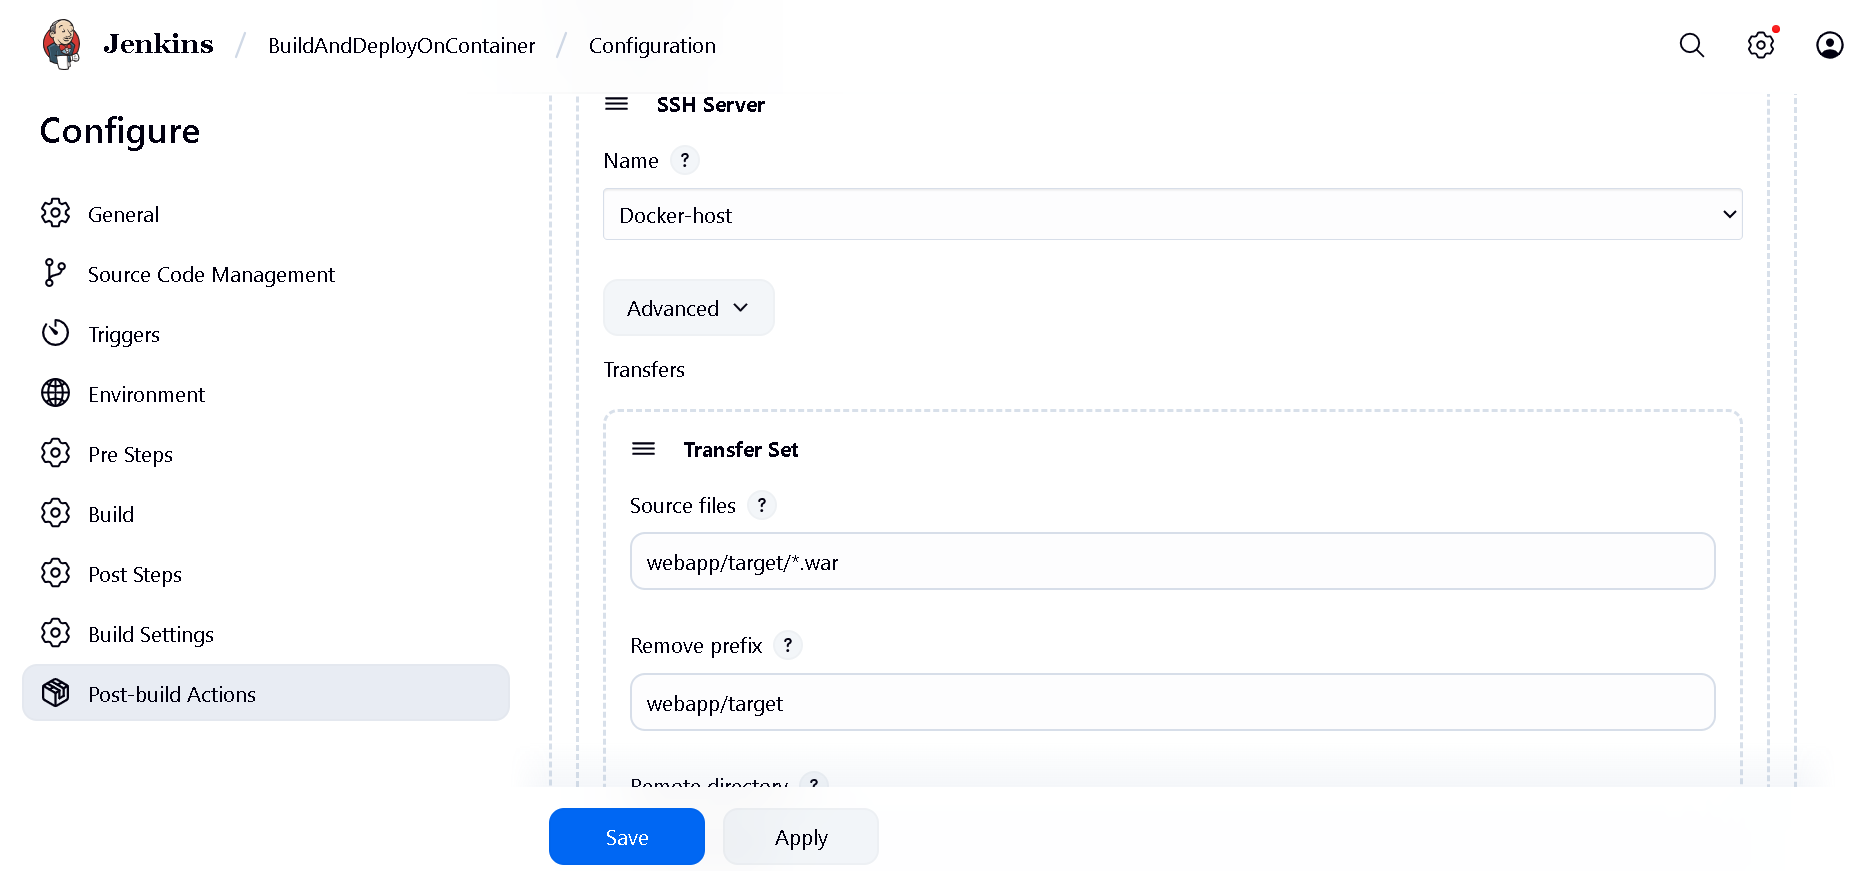 Jenkins / BuildAndDeployOnContainer / Configuration
Configure
General
Source Code Management
Triggers
Environment
Pre Steps
Build
Post Steps
Build Settings
Post-build Actions
SSH Server
Name ?
Docker-host
Advanced
Transfers
Transfer Set
Source files ?
webapp/target/*.war
Remove prefix ?
webapp/target
Remote directory ?
Save
Apply